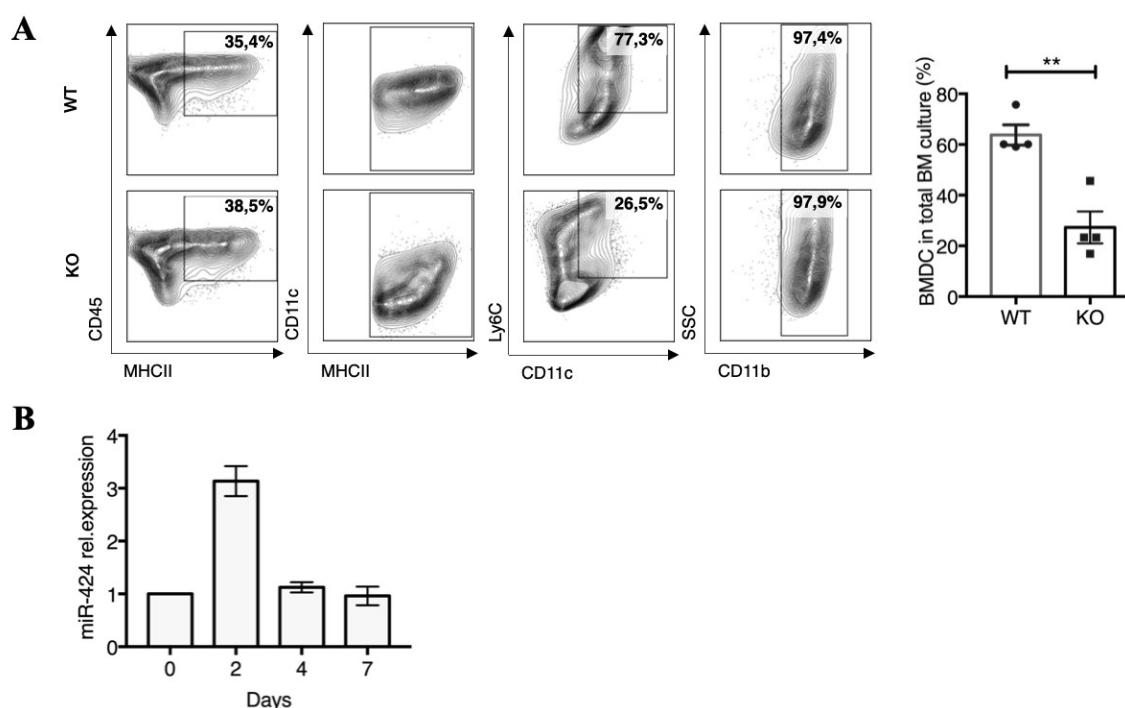 A
WT
35,4%
77,3%
97,4%
KO
38,5%
26,5%
97,9%
CD45
CD11c
Ly6C
SSC
MHCII
MHCII
CD11c
CD11b
**
BMDC in total BM culture (%)
80
60
40
20
0
WT
KO
B
miR-424 rel.expression
4
3
2
1
0
0
2
4
7
Days